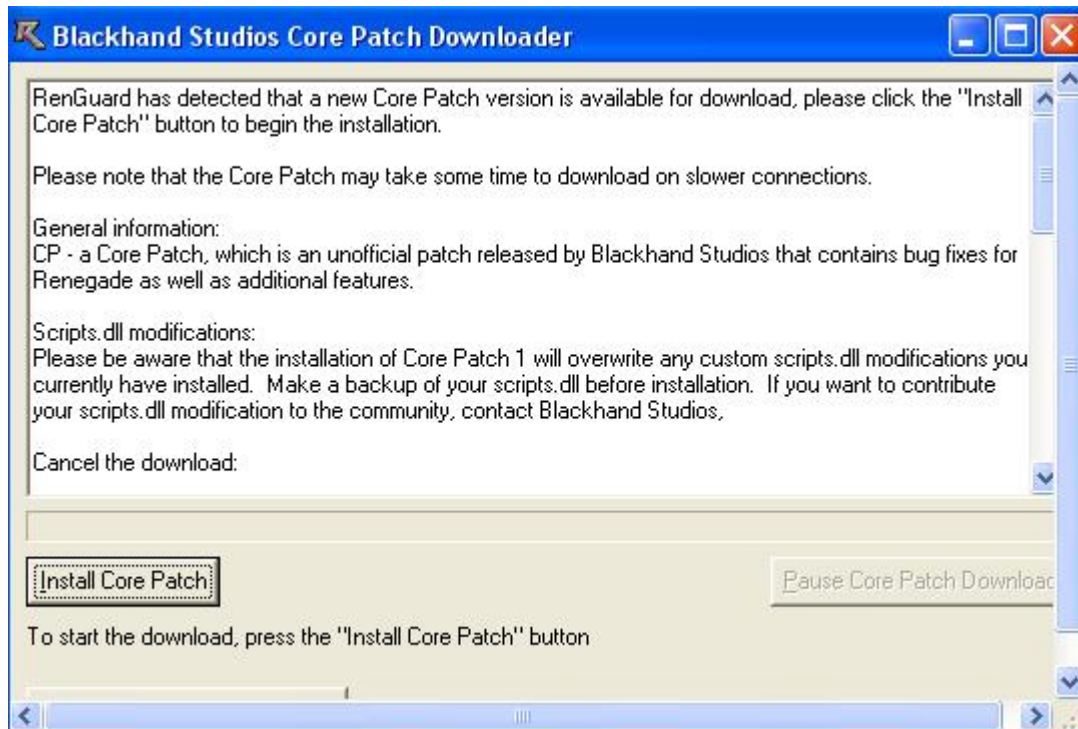 Blackhand Studios Core Patch Downloader
RenGuard has detected that a new Core Patch version is available for download, please click the "Install
Core Patch" button to begin the installation.
Please note that the Core Patch may take some time to download on slower connections.
General information:
CP - a Core Patch, which is an unofficial patch released by Blackhand Studios that contains bug fixes for
Renegade as well as additional features.
Scripts.dll modifications:
Please be aware that the installation of Core Patch 1 will overwrite any custom scripts.dll modifications you
currently have installed.  Make a backup of your scripts.dll before installation.  If you want to contribute
your scripts.dll modification to the community, contact Blackhand Studios,
Cancel the download:
Install Core Patch
Pause Core Patch Download
To start the download, press the "Install Core Patch" button